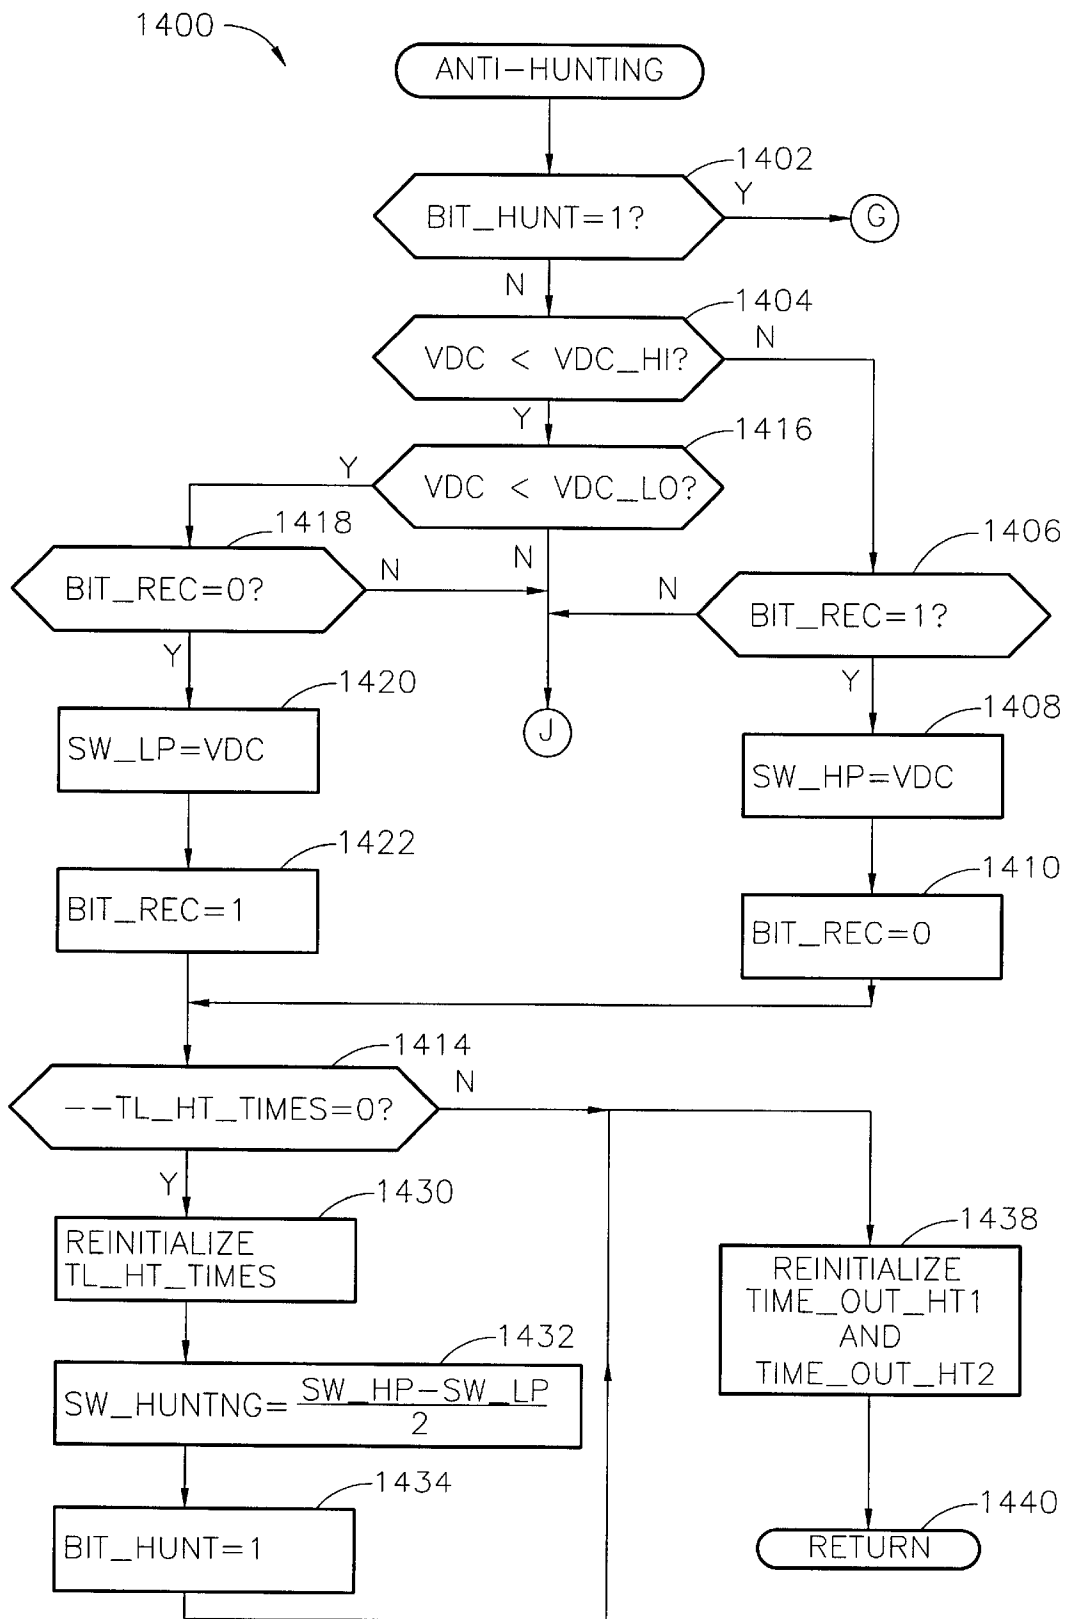 1400
ANTI-HUNTING
1402
BIT_HUNT=1?
Y
G
N
1404
VDC < VDC_HI?
N
Y
1416
VDC < VDC_LO?
Y
1418
BIT_REC=0?
N
N
N
1406
BIT_REC=1?
Y
Y
1420
SW_LP=VDC
J
1408
SW_HP=VDC
1422
BIT_REC=1
1410
BIT_REC=0
1414
--TL_HT_TIMES=0?
N
Y
1430
REINITIALIZE
TL_HT_TIMES
1438
REINITIALIZE
TIME_OUT_HT1
AND
TIME_OUT_HT2
1432
SW_HUNTNG=SW_HP-SW_LP
2
1434
BIT_HUNT=1
1440
RETURN